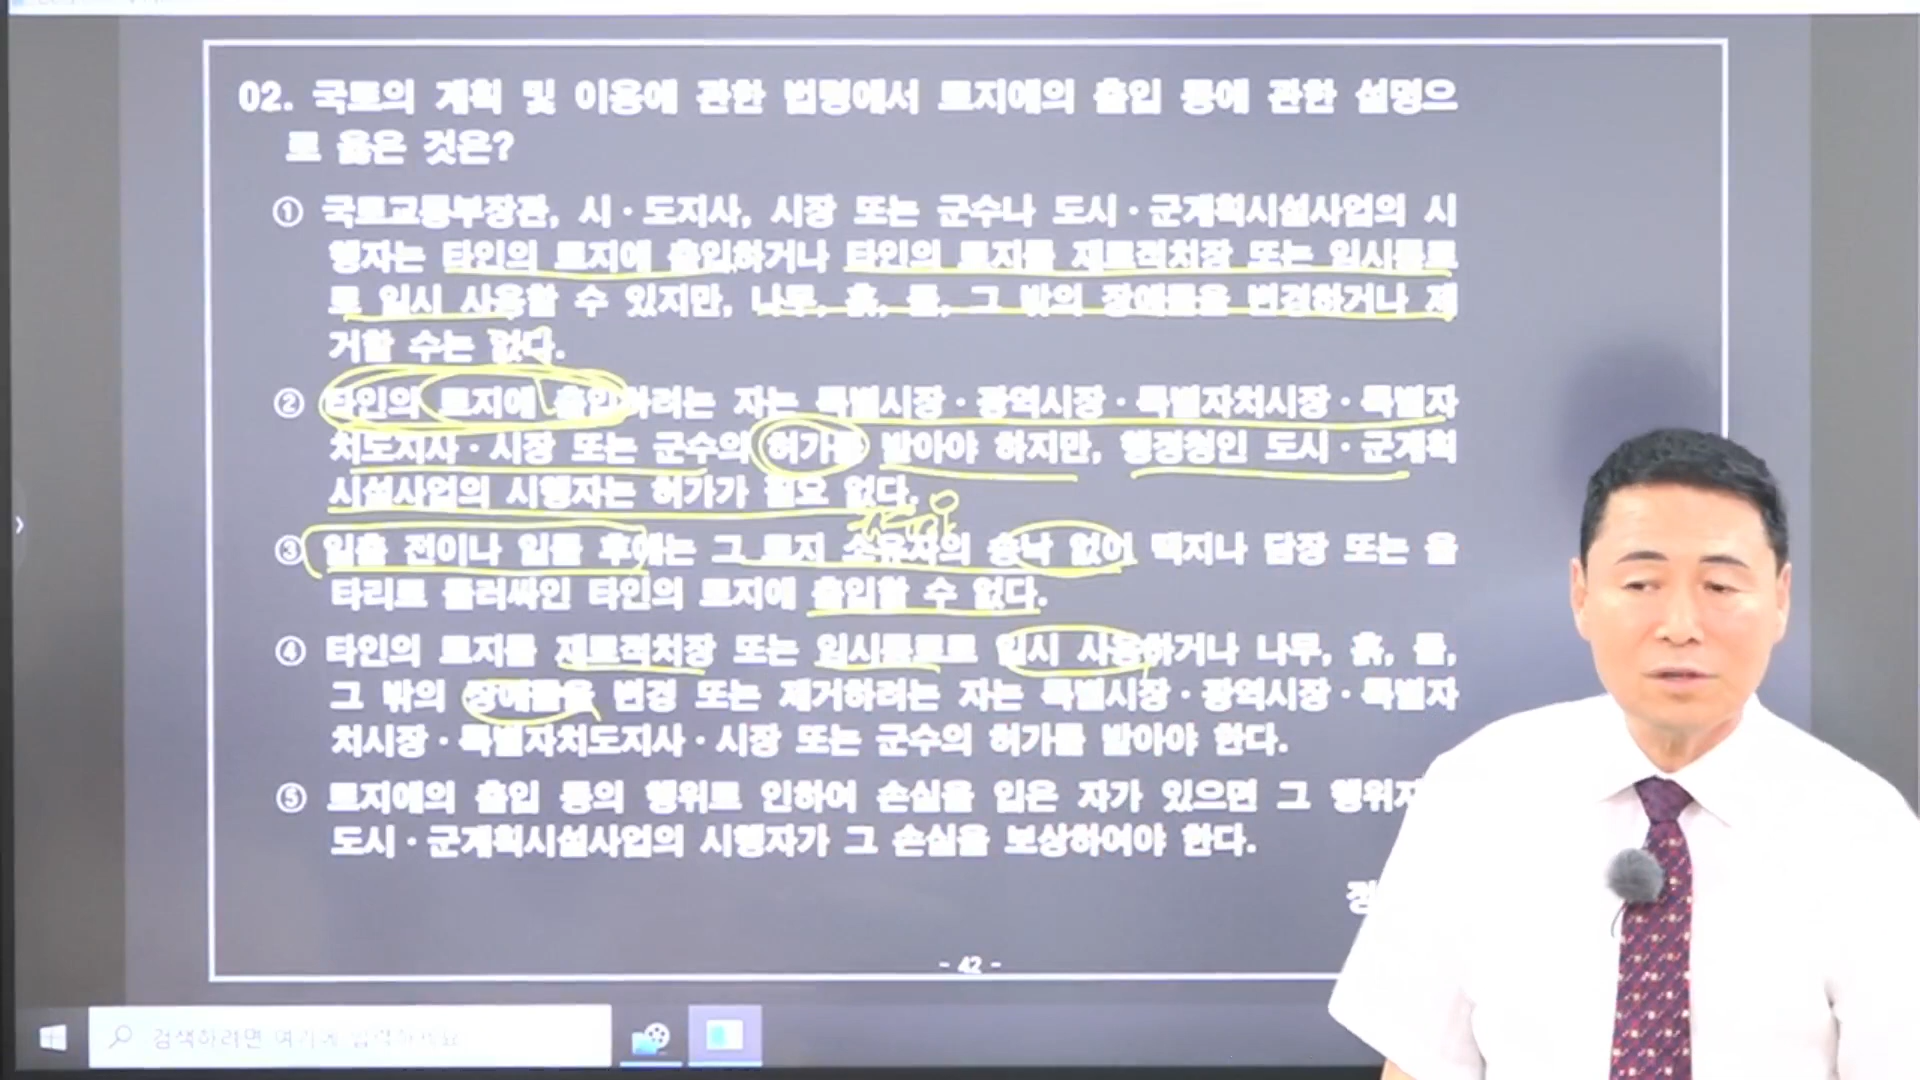 02. 국토의 계획 및 이용에 관한 법령에서 토지에의 출입 등에 관한 설명으
로 옳은 것은?
① 국토교통부장관, 시·도지사, 시장 또는 군수나 도시·군계획시설사업의 시
행자는 타인의 토지에 출입하거나 타인의 토지를 재료적치장 또는 임시통로
로 일시 사용할 수 있지만, 나무, 흙, 돌, 그 밖의 장애물을 변경하거나 제
거할 수는 없다.
② 타인의 토지에 출입하려는 자는 특별시장·광역시장·특별자치시장·특별자
치도지사·시장 또는 군수의 허가를 받아야 하지만, 행정청인 도시·군계획
시설사업의 시행자는 허가가 필요 없다.
③ 일출 전이나 일몰 후에는 그 토지 소유자의 승낙 없이 택지나 담장 또는 울
타리로 둘러싸인 타인의 토지에 출입할 수 없다.
④ 타인의 토지를 재료적치장 또는 임시통로로 일시 사용하거나 나무, 흙, 돌,
그 밖의 장애물을 변경 또는 제거하려는 자는 특별시장·광역시장·특별자
치시장·특별자치도지사·시장 또는 군수의 허가를 받아야 한다.
⑤ 토지에의 출입 등의 행위로 인하여 손실을 입은 자가 있으면 그
도시·군계획시설사업의 시행자가 그 손실을 보상하여야 한다.
- 42 -
검색하려면 여기에 입력하세요